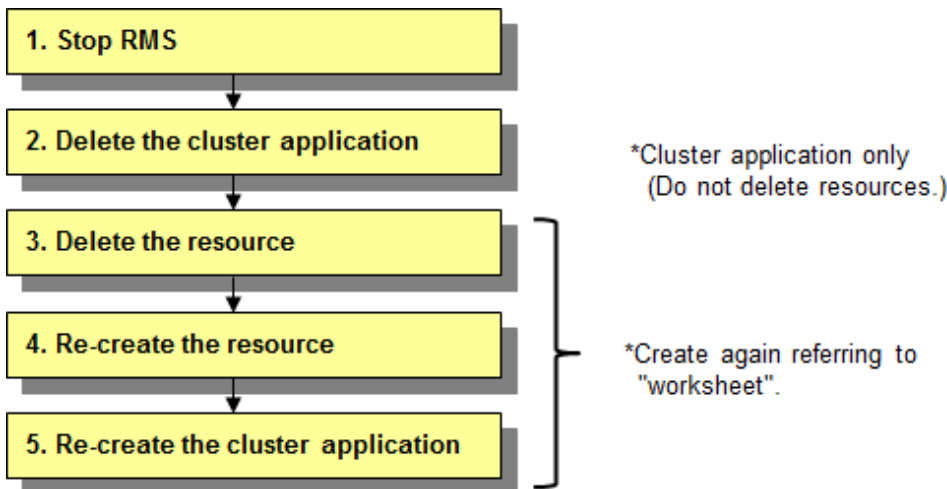 1. Stop RMS
2. Delete the cluster application
*Cluster application only
(Do not delete resources.)
3. Delete the resource
4. Re-create the resource
*Create again referring to
"worksheet".
5. Re-create the cluster application